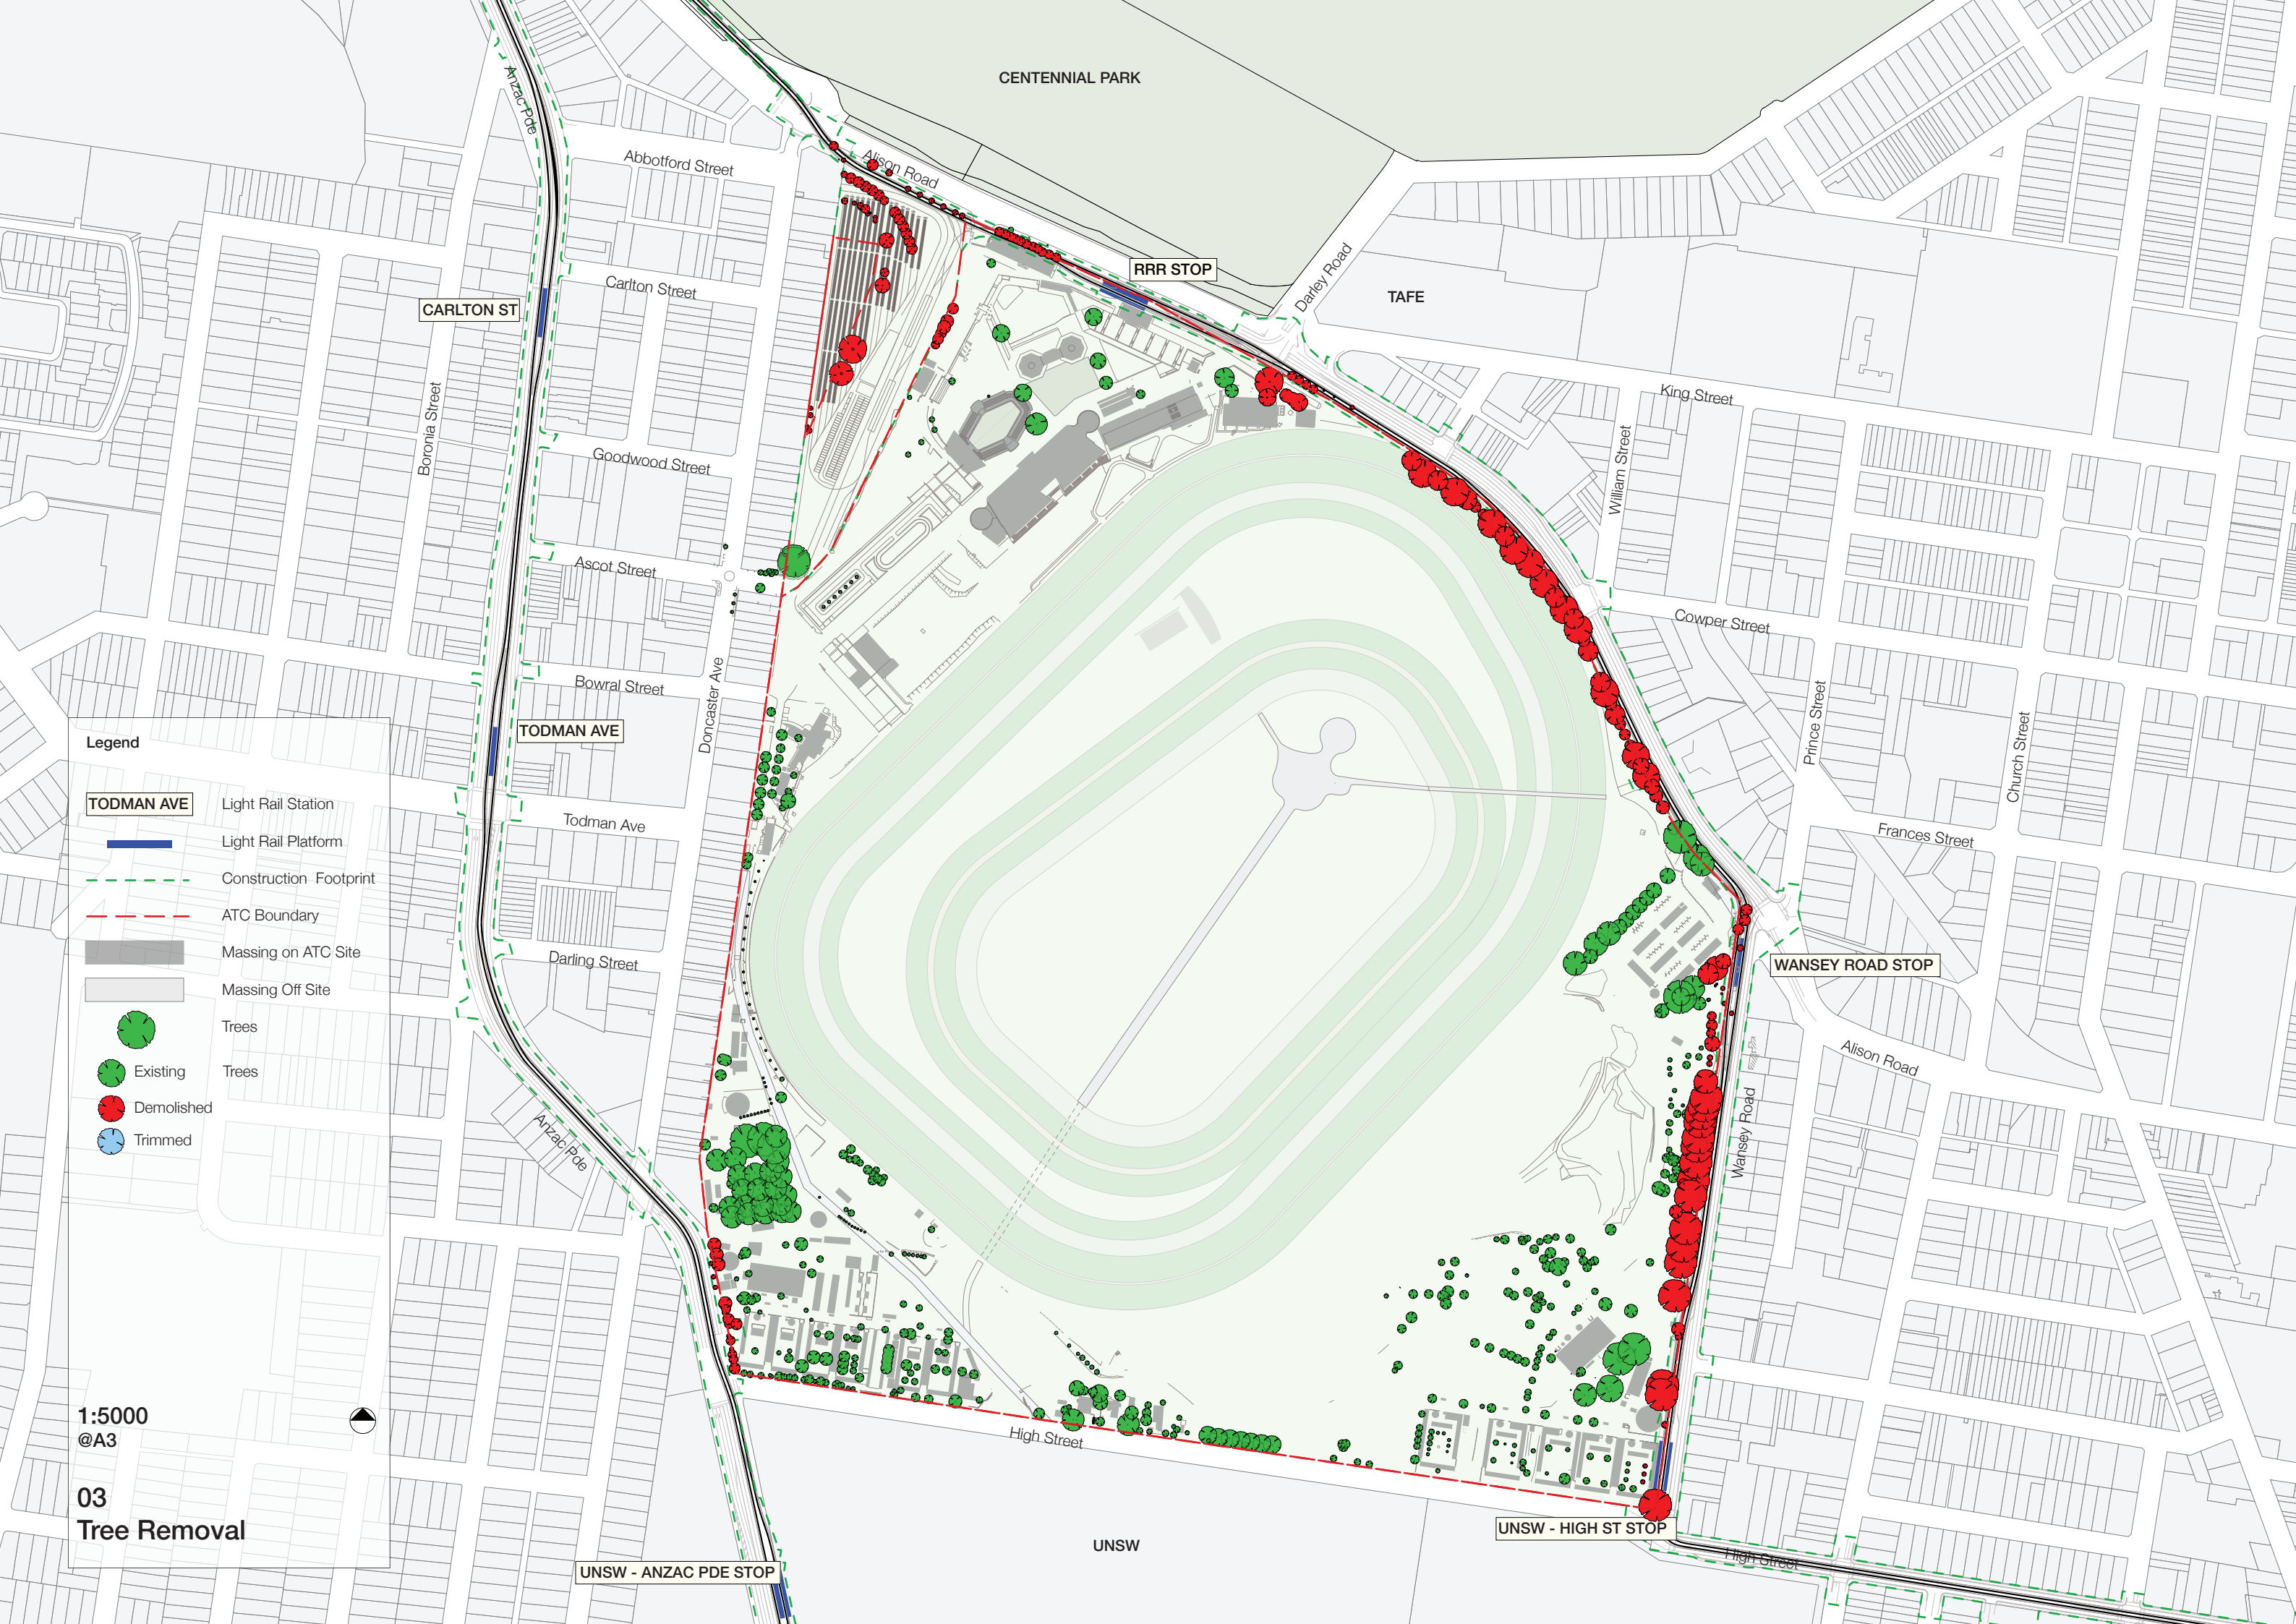 CENTENNIAL PARK
Anzac Pde
Abbotford Street
Alison Road
RRR STOP
Darley Road
TAFE
Carlton Street
CARLTON ST
King Street
Boronia Street
Goodwood Street
William Street
Ascot Street
Cowper Street
Bowral Street
Doncaster Ave
TODMAN AVE
Prince Street
Church Street
Todman Ave
Frances Street
Darling Street
WANSEY ROAD STOP
Alison Road
Wansey Road
Anzac Pde
High Street
UNSW
UNSW - HIGH ST STOP
High Street
UNSW - ANZAC PDE STOP
Legend
TODMAN AVE Light Rail Station
Light Rail Platform
Construction Footprint
ATC Boundary
Massing on ATC Site
Massing Off Site
Trees
Existing Trees
Demolished
Trimmed
1:5000
@A3
03
Tree Removal